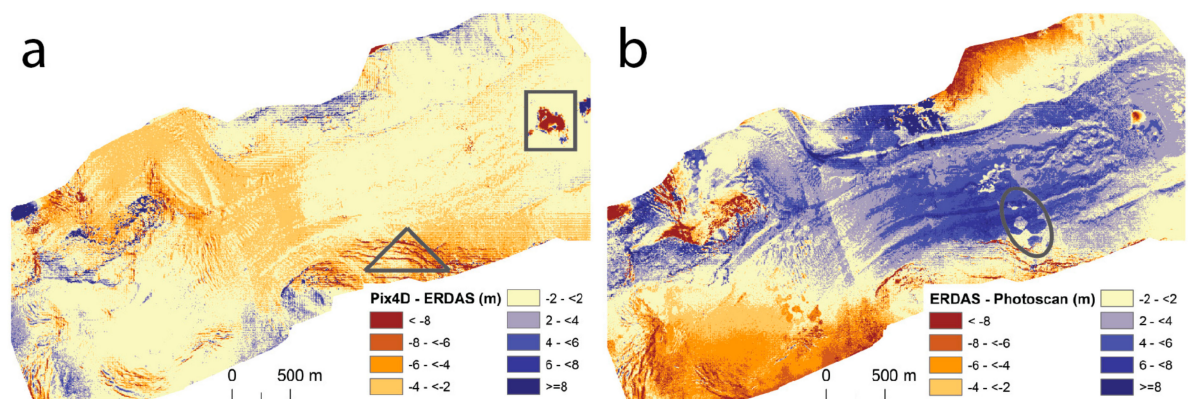 a
b
Pix4D - ERDAS (m)
-2 - <2
< -8
2 - <4
-8 - <-6
4 - <6
-6 - <-4
6 - <8
-4 - <-2
>=8
0 500 m
ERDAS - Photoscan (m)
-2 - <2
< -8
2 - <4
-8 - <-6
4 - <6
-6 - <-4
6 - <8
-4 - <-2
>=8
0 500 m